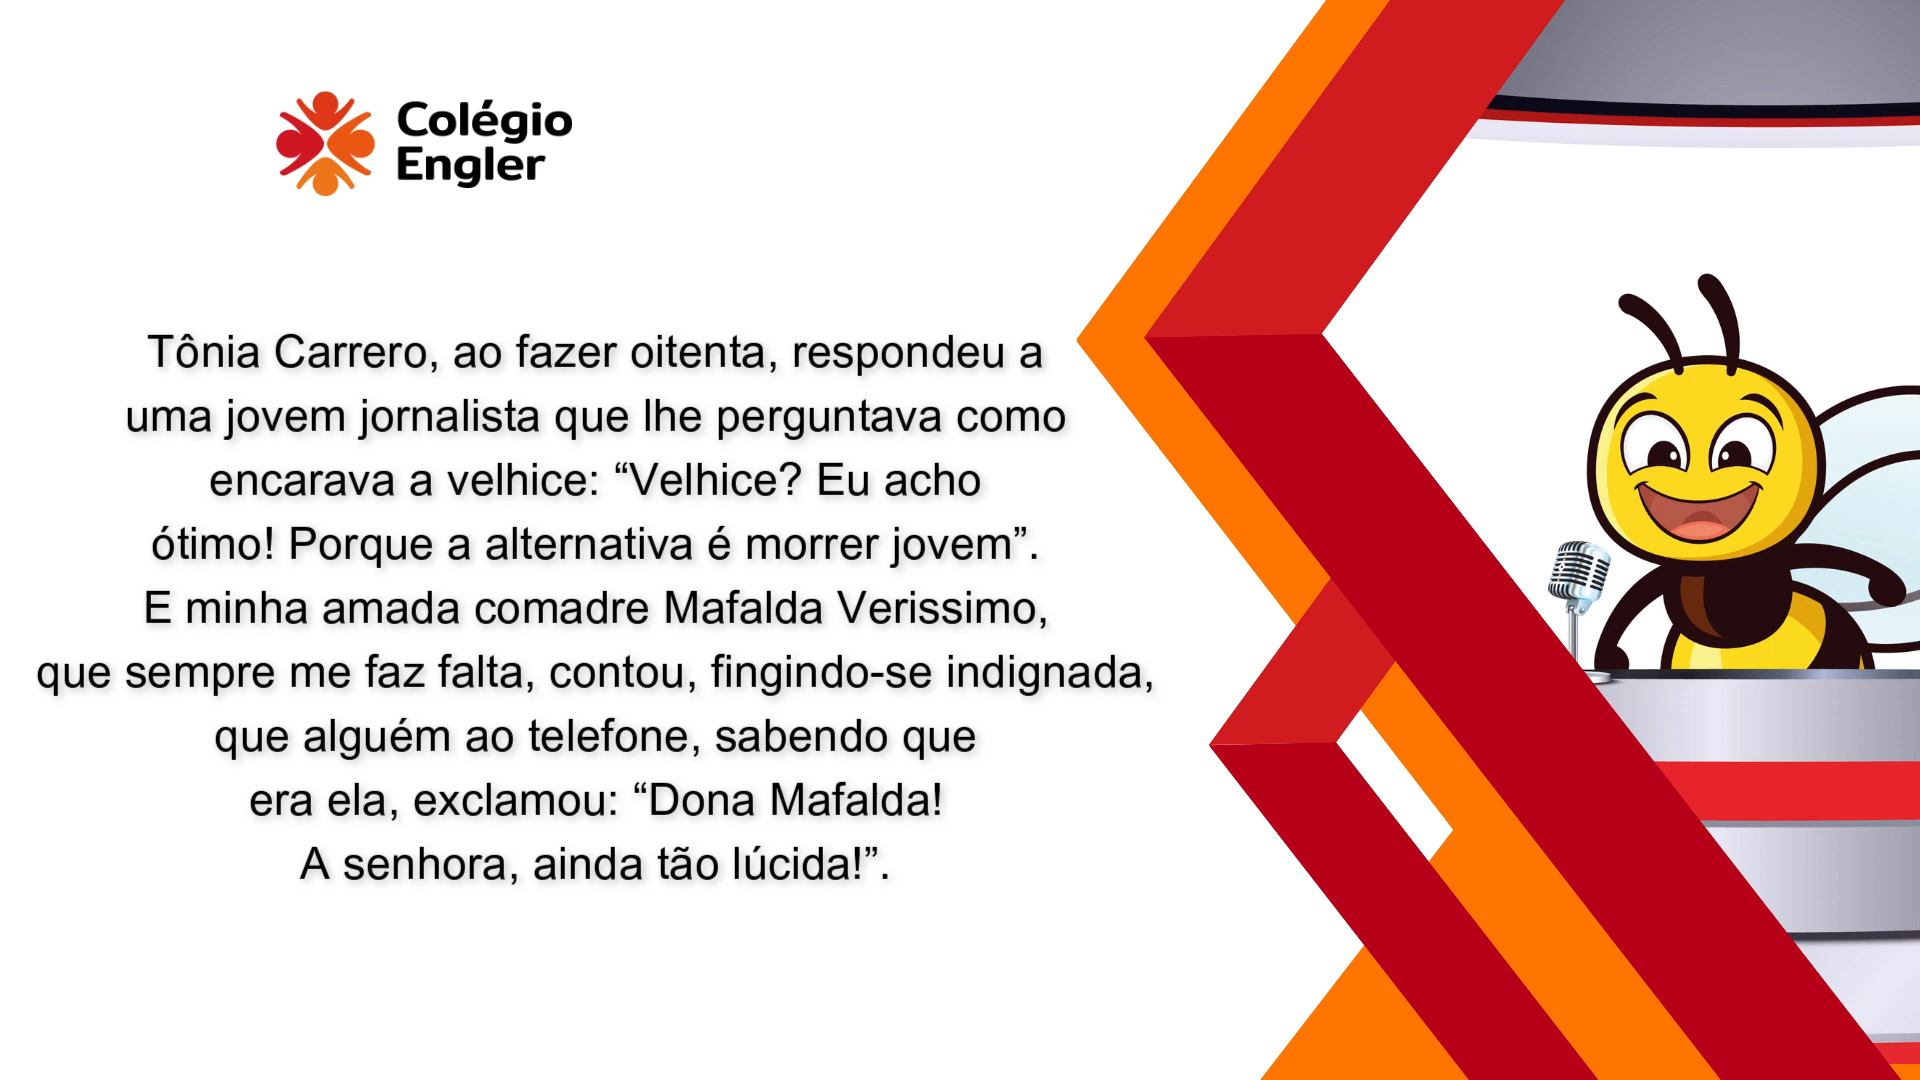 Colégio
Engler
Tônia Carrero, ao fazer oitenta, respondeu a
uma jovem jornalista que lhe perguntava como
encarava a velhice: “Velhice? Eu acho
ótimo! Porque a alternativa é morrer jovem”.
E minha amada comadre Mafalda Verissimo,
que sempre me faz falta, contou, fingindo-se indignada,
que alguém ao telefone, sabendo que
era ela, exclamou: “Dona Mafalda!
A senhora, ainda tão lúcida!”.